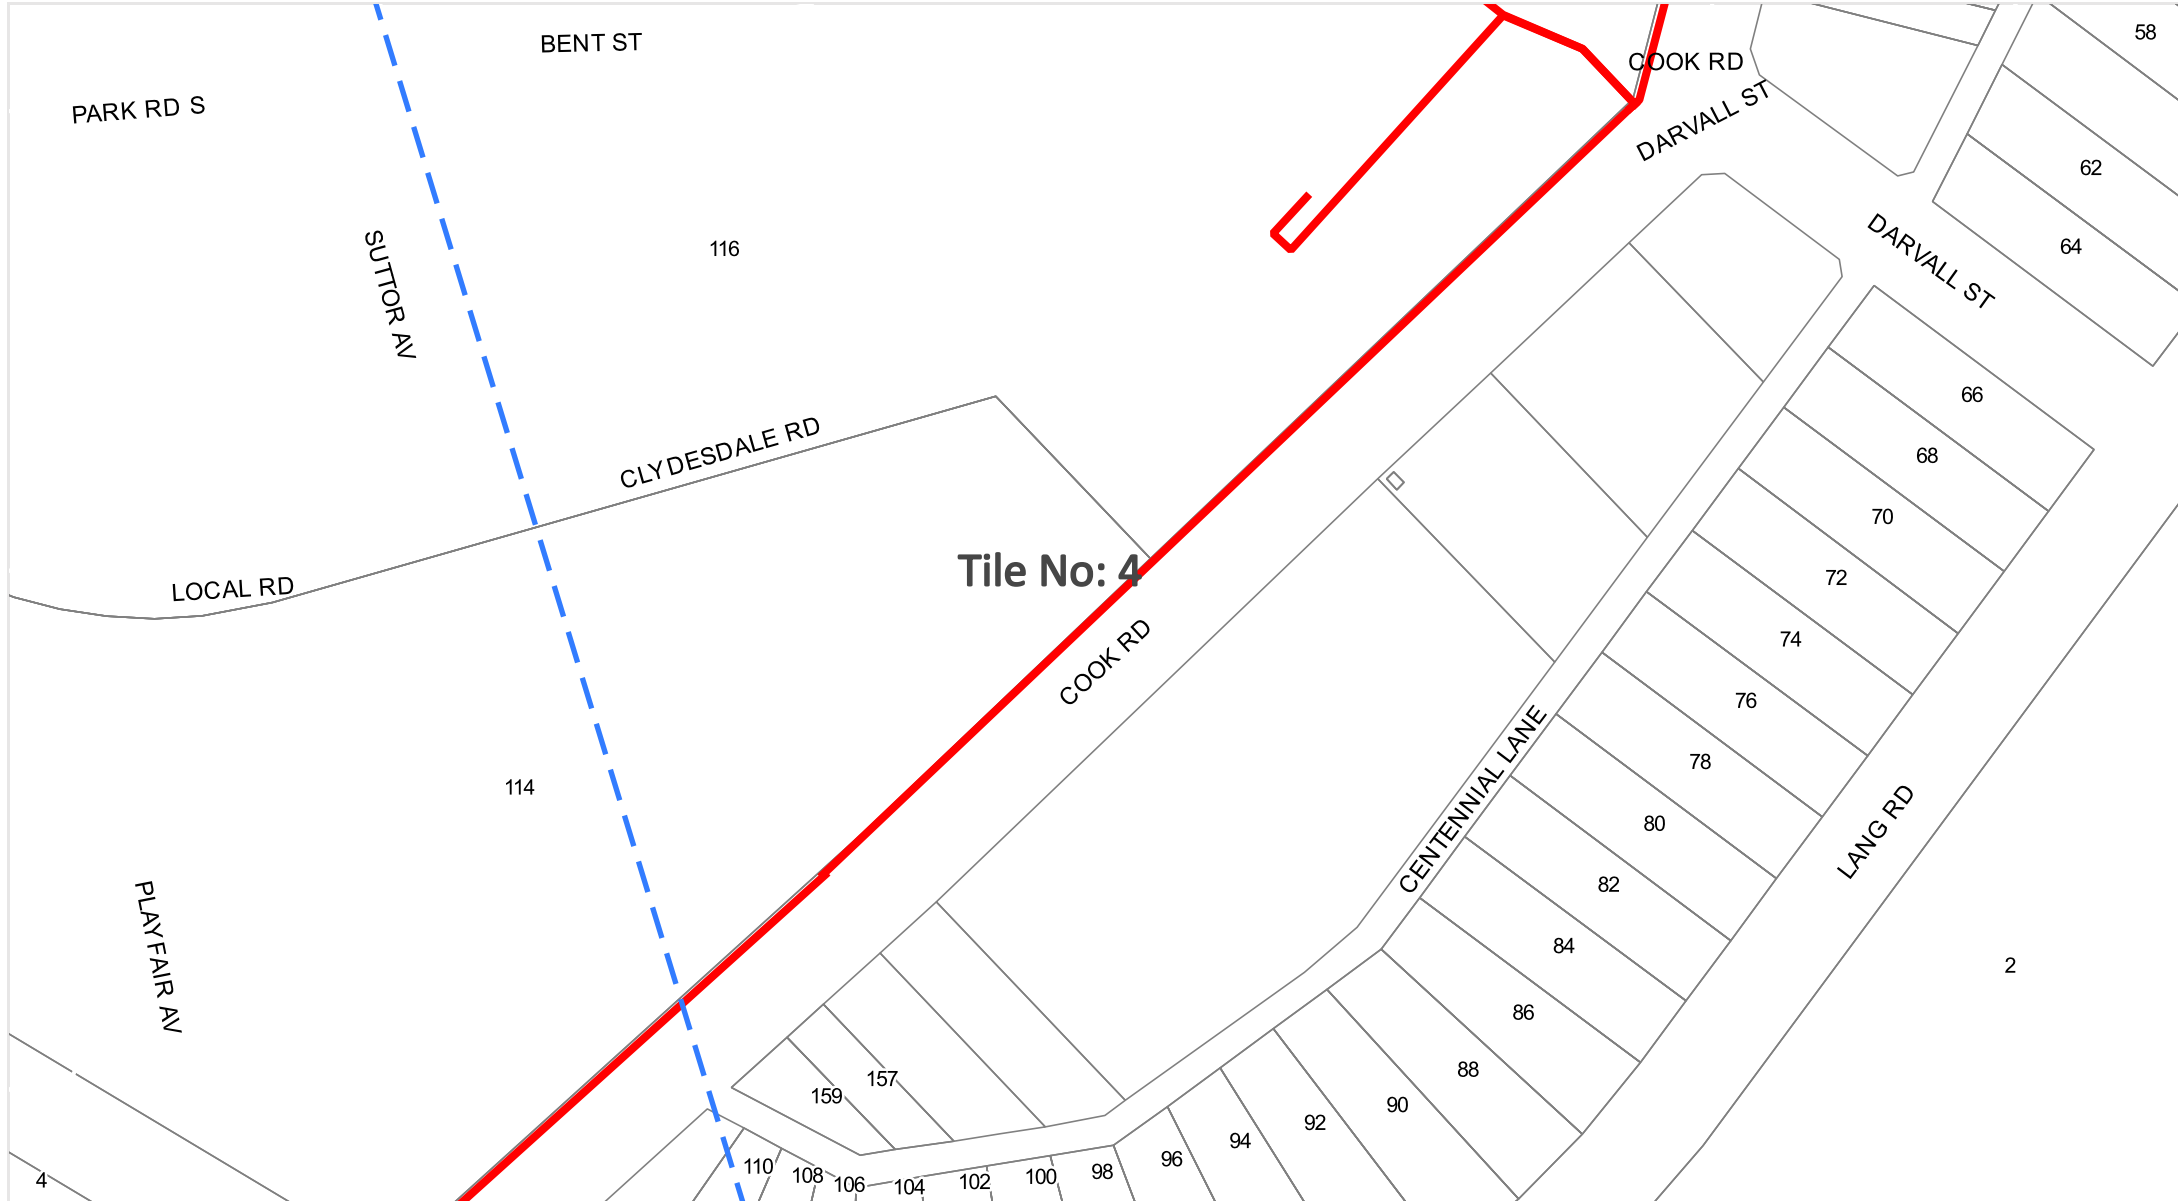 BENT ST
58
COOK RD
PARK RD S
DARVALL ST
62
116
64
DARVALL ST
SUTTOR AV
66
CLYDESDALE RD
68
70
Tile No: 4
72
LOCAL RD
74
COOK RD
76
78
114
CENTENNIAL LANE
80
LANG RD
82
84
PLAYFAIR AV
2
86
88
157
159
90
92
94
96
110
108
106
104
102
100
98
4